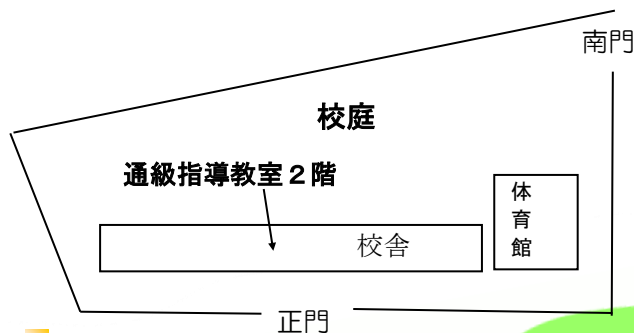 南門
校庭
通級指導教室２階
体育館
校舎
正門